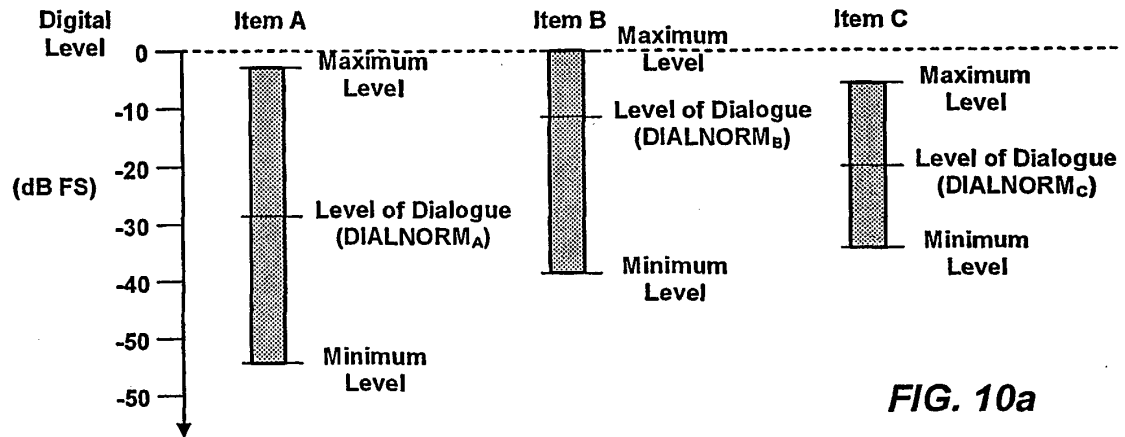 Digital
Level
Item A
Item B
Item C
0
-10
-20
-30
-40
-50
-50
(dB FS)
Maximum
Level
Level of Dialogue
(DIALNORMA)
Minimum
Level
Maximum
Level
Level of Dialogue
(DIALNORMB)
Minimum
Level
Maximum
Level
Level of Dialogue
(DIALNORMC)
Minimum
Level
FIG. 10a